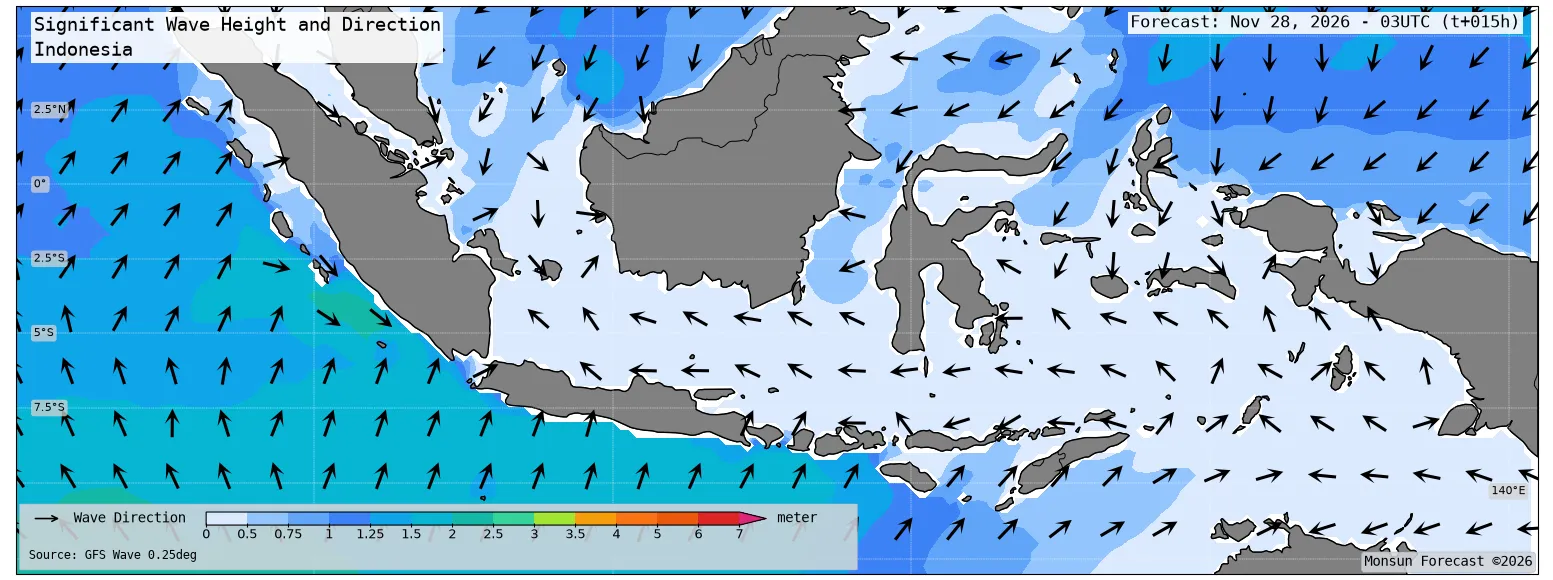 Significant Wave Height and Direction
Indonesia
Forecast: Nov 28, 2026 - 03UTC (t+015h)
2.5°N
0°
2.5°S
5°S
7.5°S
140°E
Wave Direction
meter
0 0.5 0.75 1 1.25 1.5 2 2.5 3 3.5 4 5 6 7
Source: GFS Wave 0.25deg
Monsun Forecast ©2026